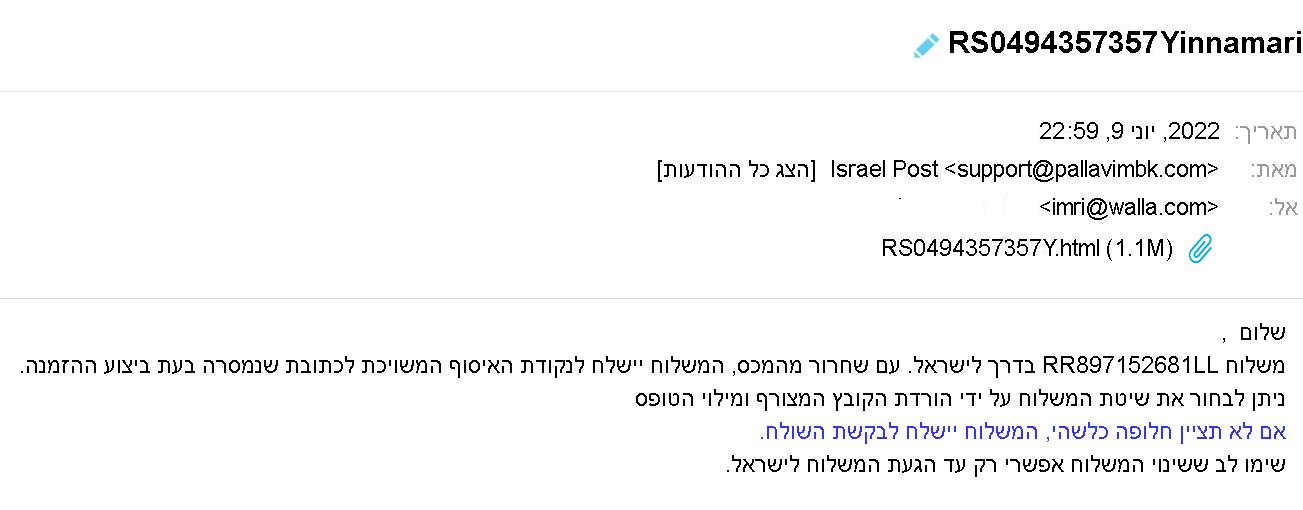 RS0494357357Yinnamari
תאריך: 2022, יוני 9, 22:59
מאת: Israel Post <support@pallavimbk.com> [הצג כל ההודעות]
אל: <imri@walla.com>
RS0494357357Y.html (1.1M)
שלום ,
משלוח RR897152681LL בדרך לישראל. עם שחרור מהמכס, המשלוח יישלח לנקודת האיסוף המשויכת לכתובת שנמסרה בעת ביצוע ההזמנה.
ניתן לבחור את שיטת המשלוח על ידי הורדת הקובץ המצורף ומילוי הטופס
אם לא תציין חלופה כלשהי, המשלוח יישלח לבקשת השולח.
שימו לב ששינוי המשלוח אפשרי רק עד הגעת המשלוח לישראל.